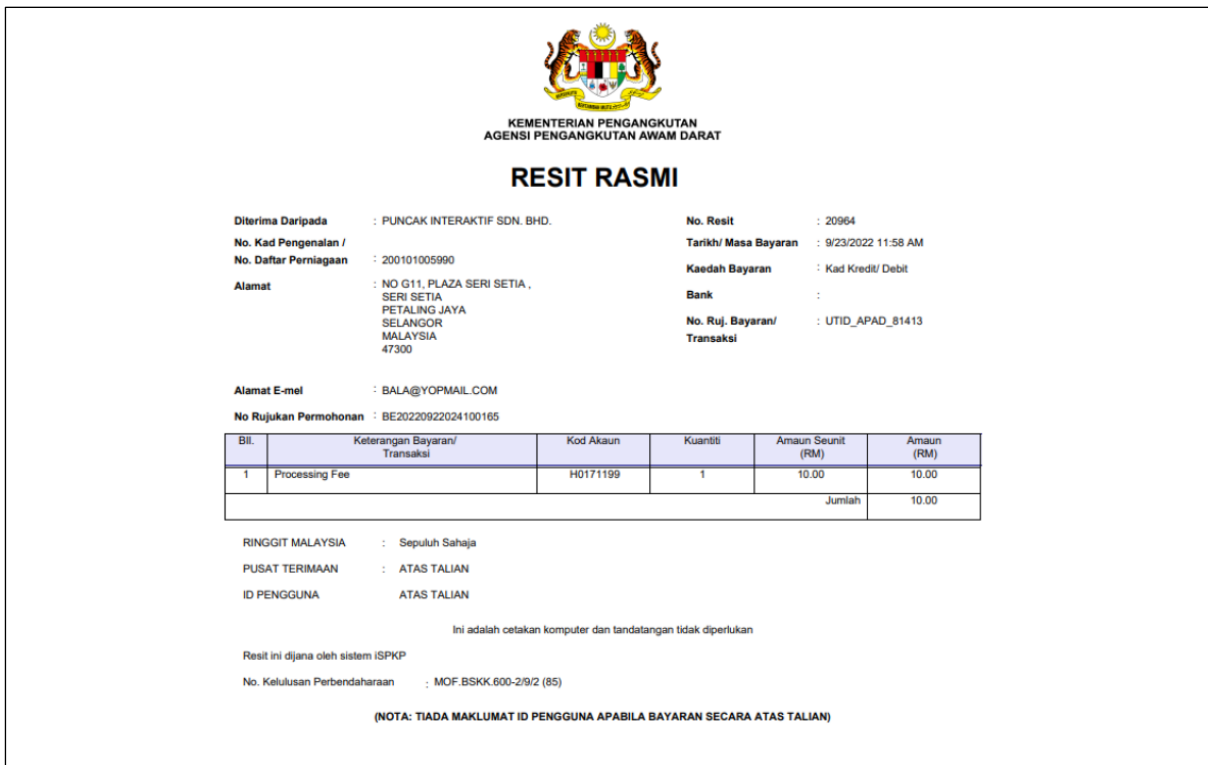 KEMENTERIAN PENGANGKUTAN
AGENSI PENGANGKUTAN AWAM DARAT
RESIT RASMI
Diterima Daripada : PUNCAK INTERAKTIF SDN. BHD.
No. Kad Pengenalan /
No. Daftar Perniagaan : 200101005990
Alamat : NO G11, PLAZA SERI SETIA ,
SERI SETIA
PETALING JAYA
SELANGOR
MALAYSIA
47300
Alamat E-mel : BALA@YOPMAIL.COM
No Rujukan Permohonan : BE20220922024100165
No. Resit : 20964
Tarikh/ Masa Bayaran : 9/23/2022 11:58 AM
Kaedah Bayaran : Kad Kredit/ Debit
Bank :
No. Ruj. Bayaran/ : UTID_APAD_81413
Transaksi
Bil. Keterangan Bayaran/ Kod Akaun Kuantiti Amaun Seunit Amaun
Transaksi (RM) (RM)
1 Processing Fee H0171199 1 10.00 10.00
Jumlah 10.00
RINGGIT MALAYSIA : Sepuluh Sahaja
PUSAT TERIMAAN : ATAS TALIAN
ID PENGGUNA ATAS TALIAN
Ini adalah cetakan komputer dan tandatangan tidak diperlukan
Resit ini dijana oleh sistem iSPKP
No. Kelulusan Perbendaharaan : MOF.BSKK.600-2/9/2 (85)
(NOTA: TIADA MAKLUMAT ID PENGGUNA APABILA BAYARAN SECARA ATAS TALIAN)